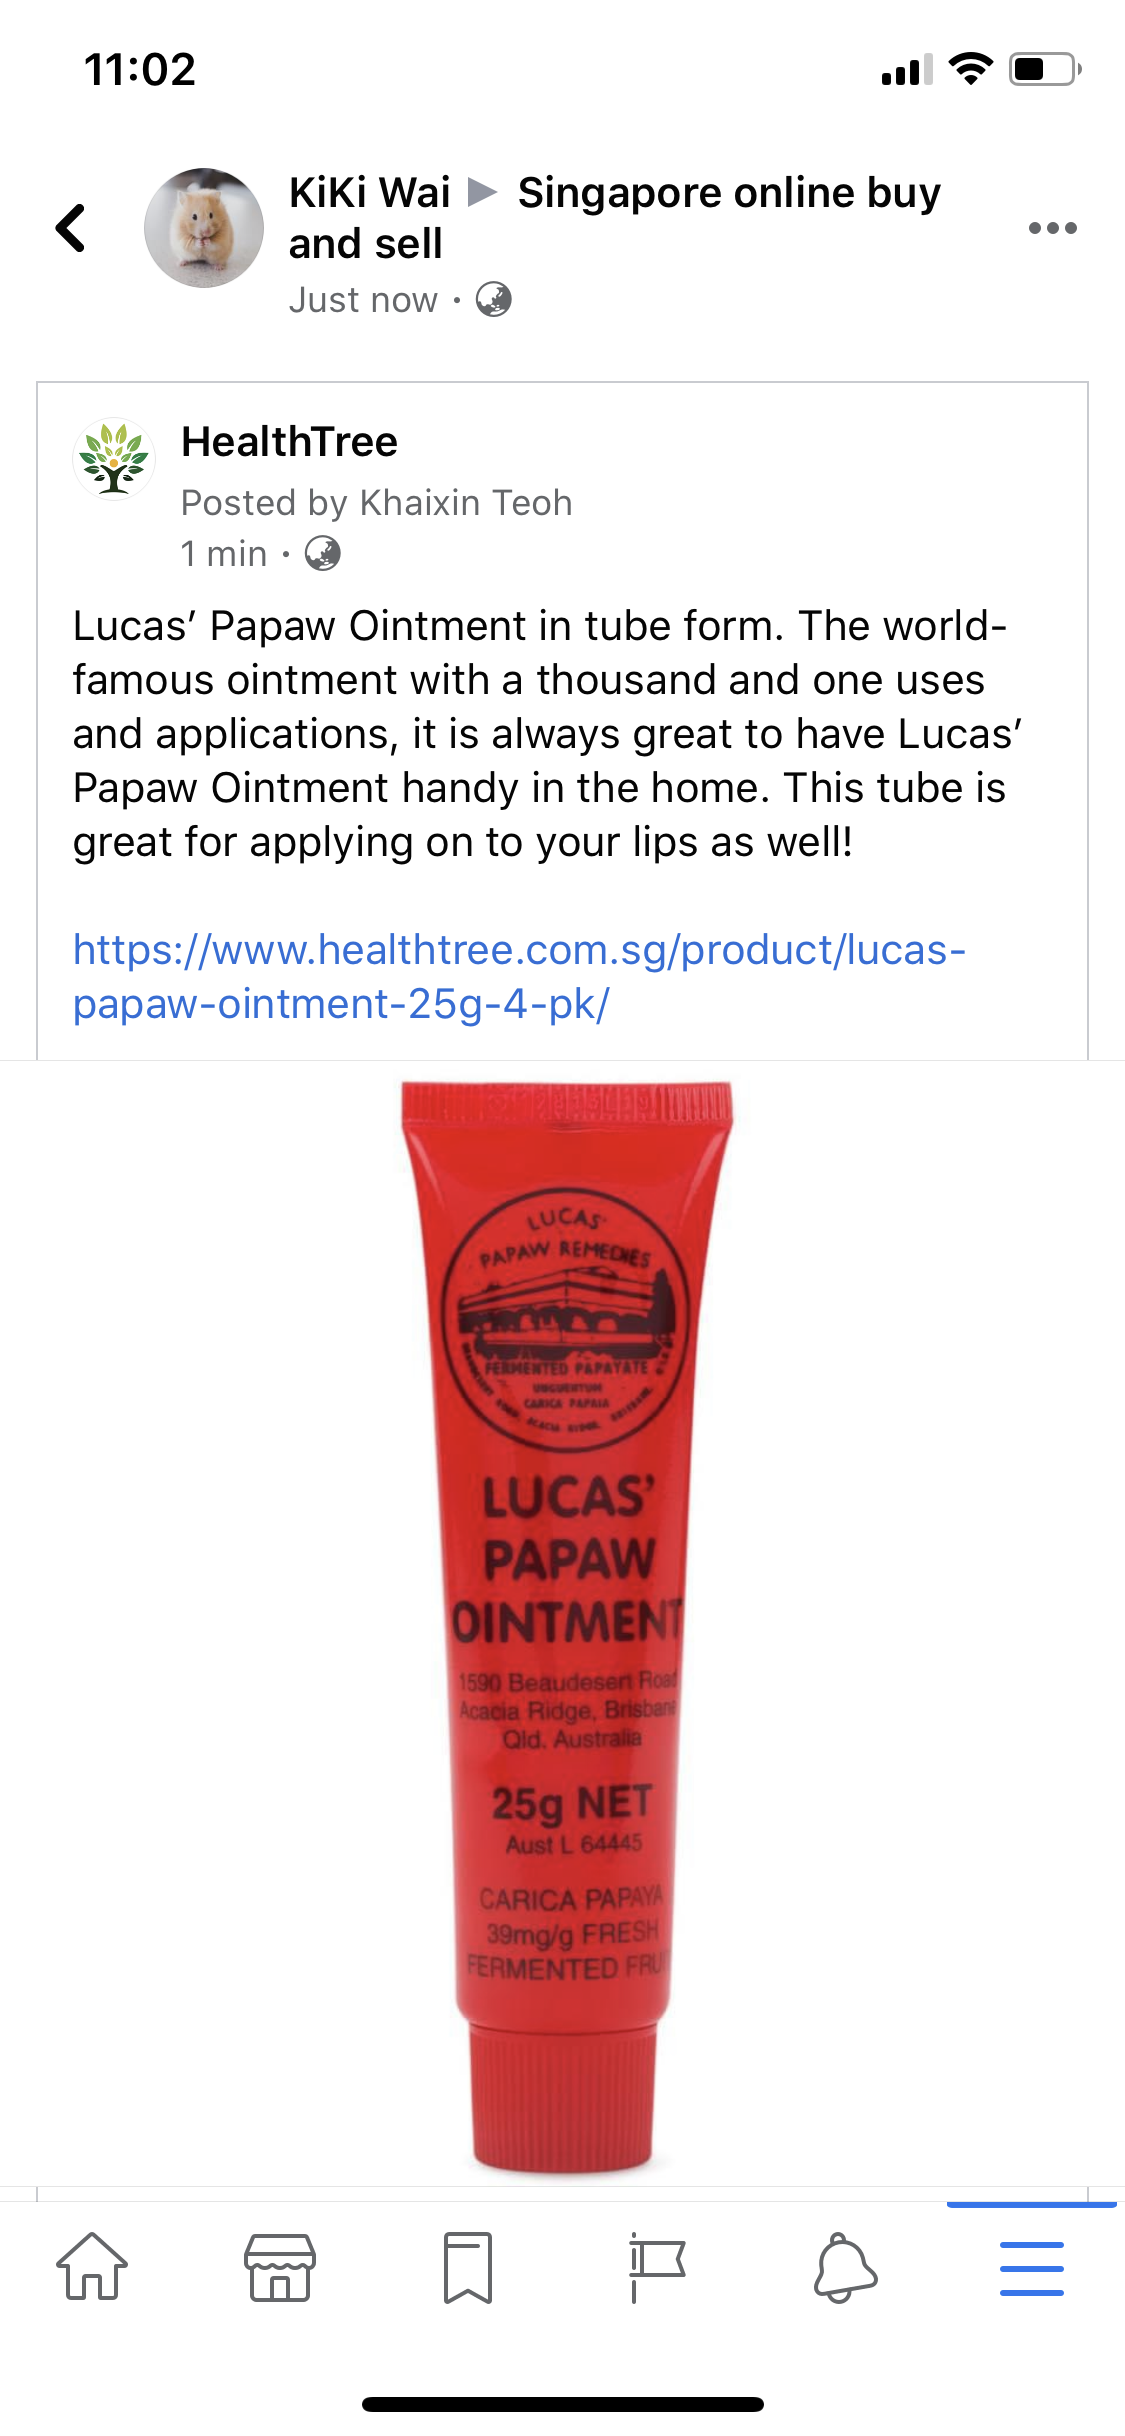 11:02
KiKi Wai ▶ Singapore online buy
and sell
Just now ·
HealthTree
Posted by Khaixin Teoh
1 min ·
Lucas’ Papaw Ointment in tube form. The world-
famous ointment with a thousand and one uses
and applications, it is always great to have Lucas’
Papaw Ointment handy in the home. This tube is
great for applying on to your lips as well!
https://www.healthtree.com.sg/product/lucas-
papaw-ointment-25g-4-pk/
LUCAS'
PAPAW REMEDIES
FERMENTED PAPAYATE
UNGUENTUM
CARICA PAPAIA
ACACIA RIDGE, BRISBANE
LUCAS'
PAPAW
OINTMENT
1590 Beaudesert Road
Acacia Ridge, Brisbane
Qld. Australia
25g NET
Aust L 64445
CARICA PAPAYA
39mg/g FRESH
FERMENTED FRUI